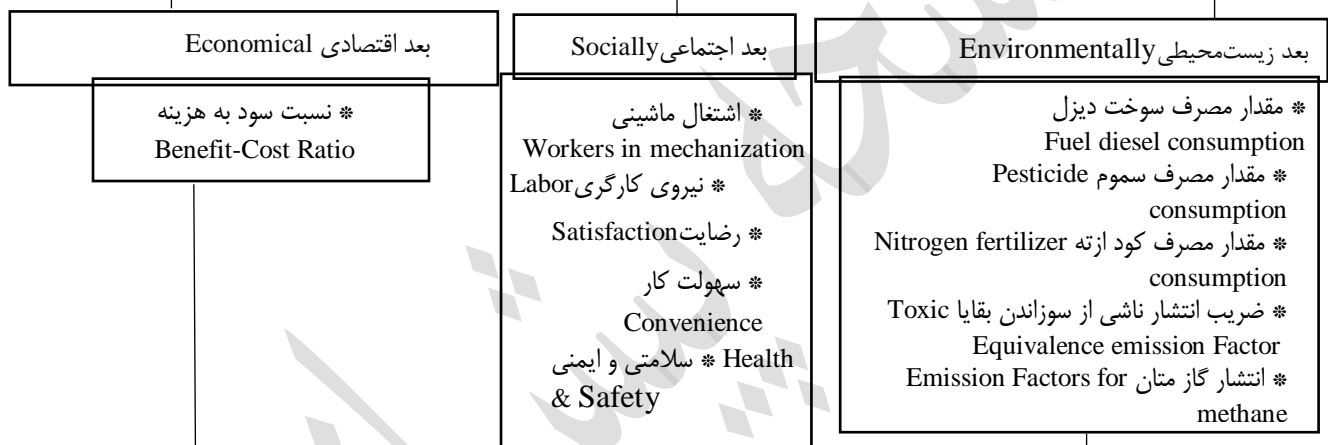 بعد زیست‌محیطی Environmentally
* مقدار مصرف سوخت دیزل
Fuel diesel consumption
* مقدار مصرف سموم Pesticide
consumption
* مقدار مصرف کود ازته Nitrogen fertilizer
consumption
* ضریب انتشار ناشی از سوزاندن بقایا Toxic
Equivalence emission Factor
* انتشار گاز متان Emission Factors for
methane
بعد اجتماعی Socially
* اشتغال ماشینی
Workers in mechanization
* نیروی کارگری Labor
* رضایت Satisfaction
* سهولت کار
Convenience
Health * سلامتی و ایمنی
& Safety
بعد اقتصادی Economical
* نسبت سود به هزینه
Benefit-Cost Ratio